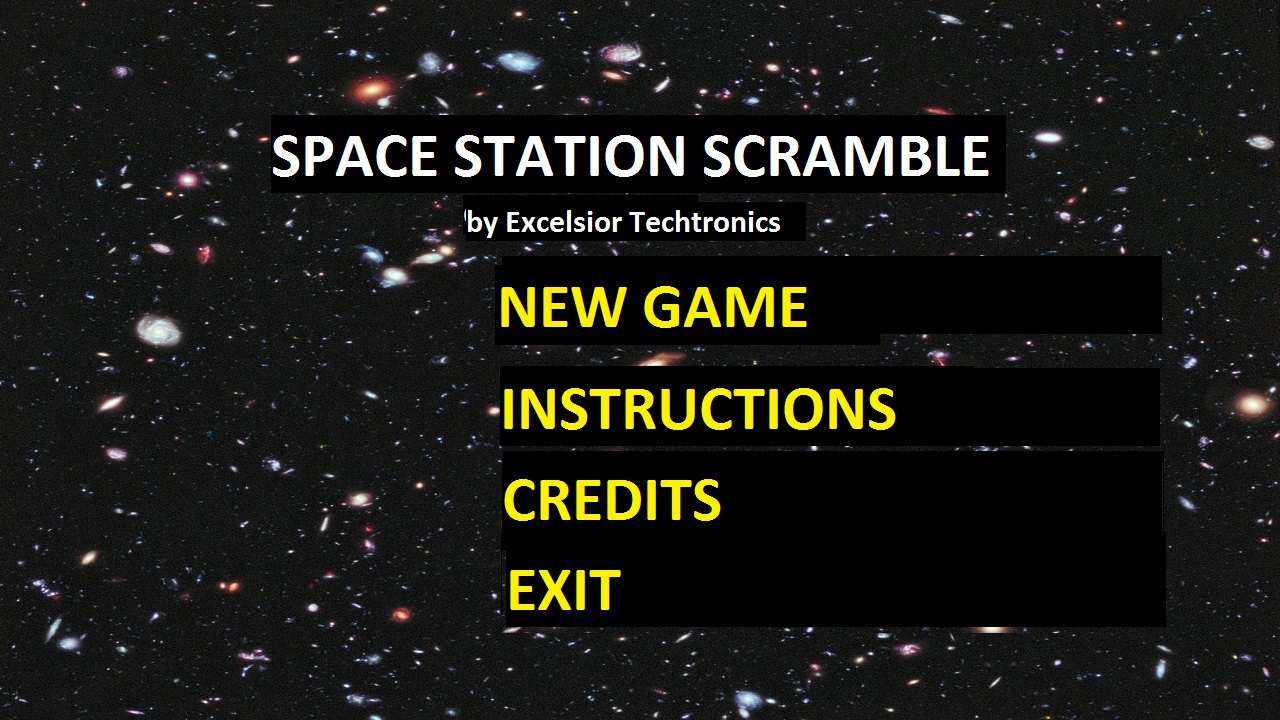 SPACE STATION SCRAMBLE
by Excelsior Techtronics
NEW GAME
INSTRUCTIONS
CREDITS
EXIT